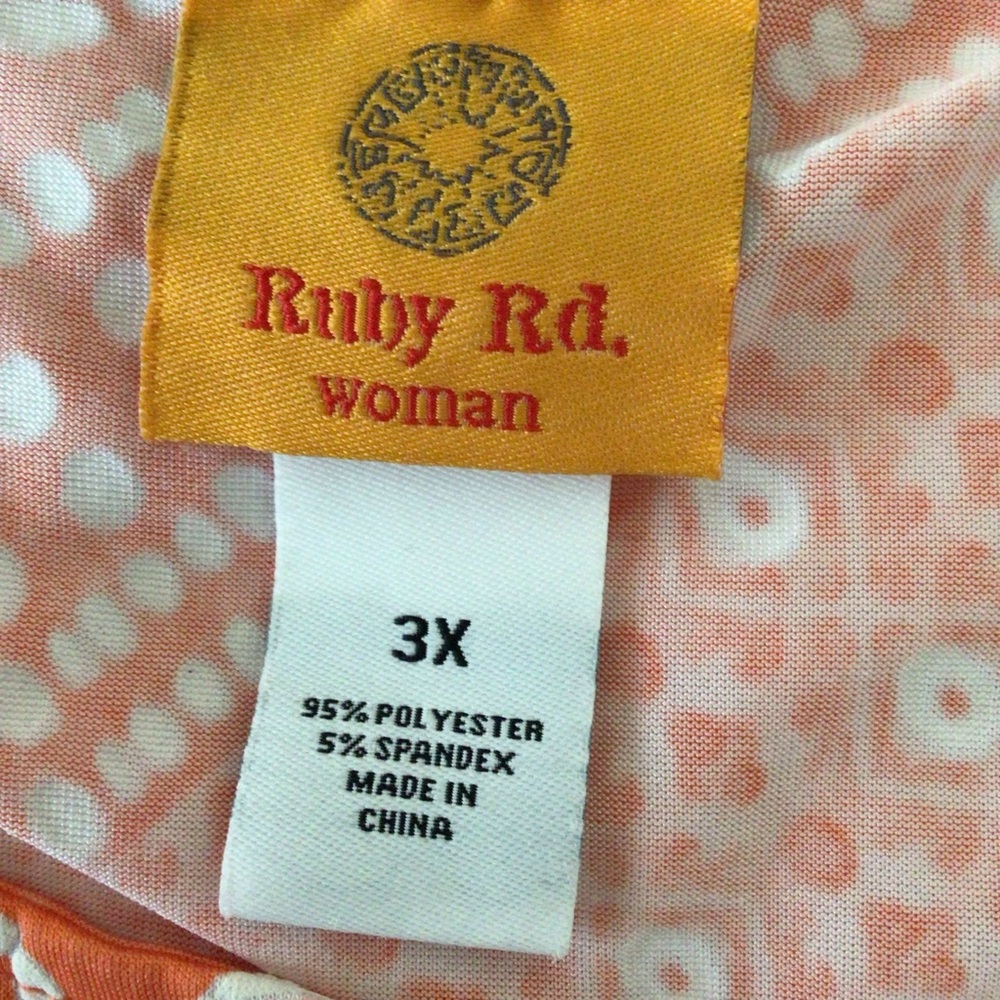 Ruby Rd.
woman
3X
95% POLYESTER
5% SPANDEX
MADE IN
CHINA